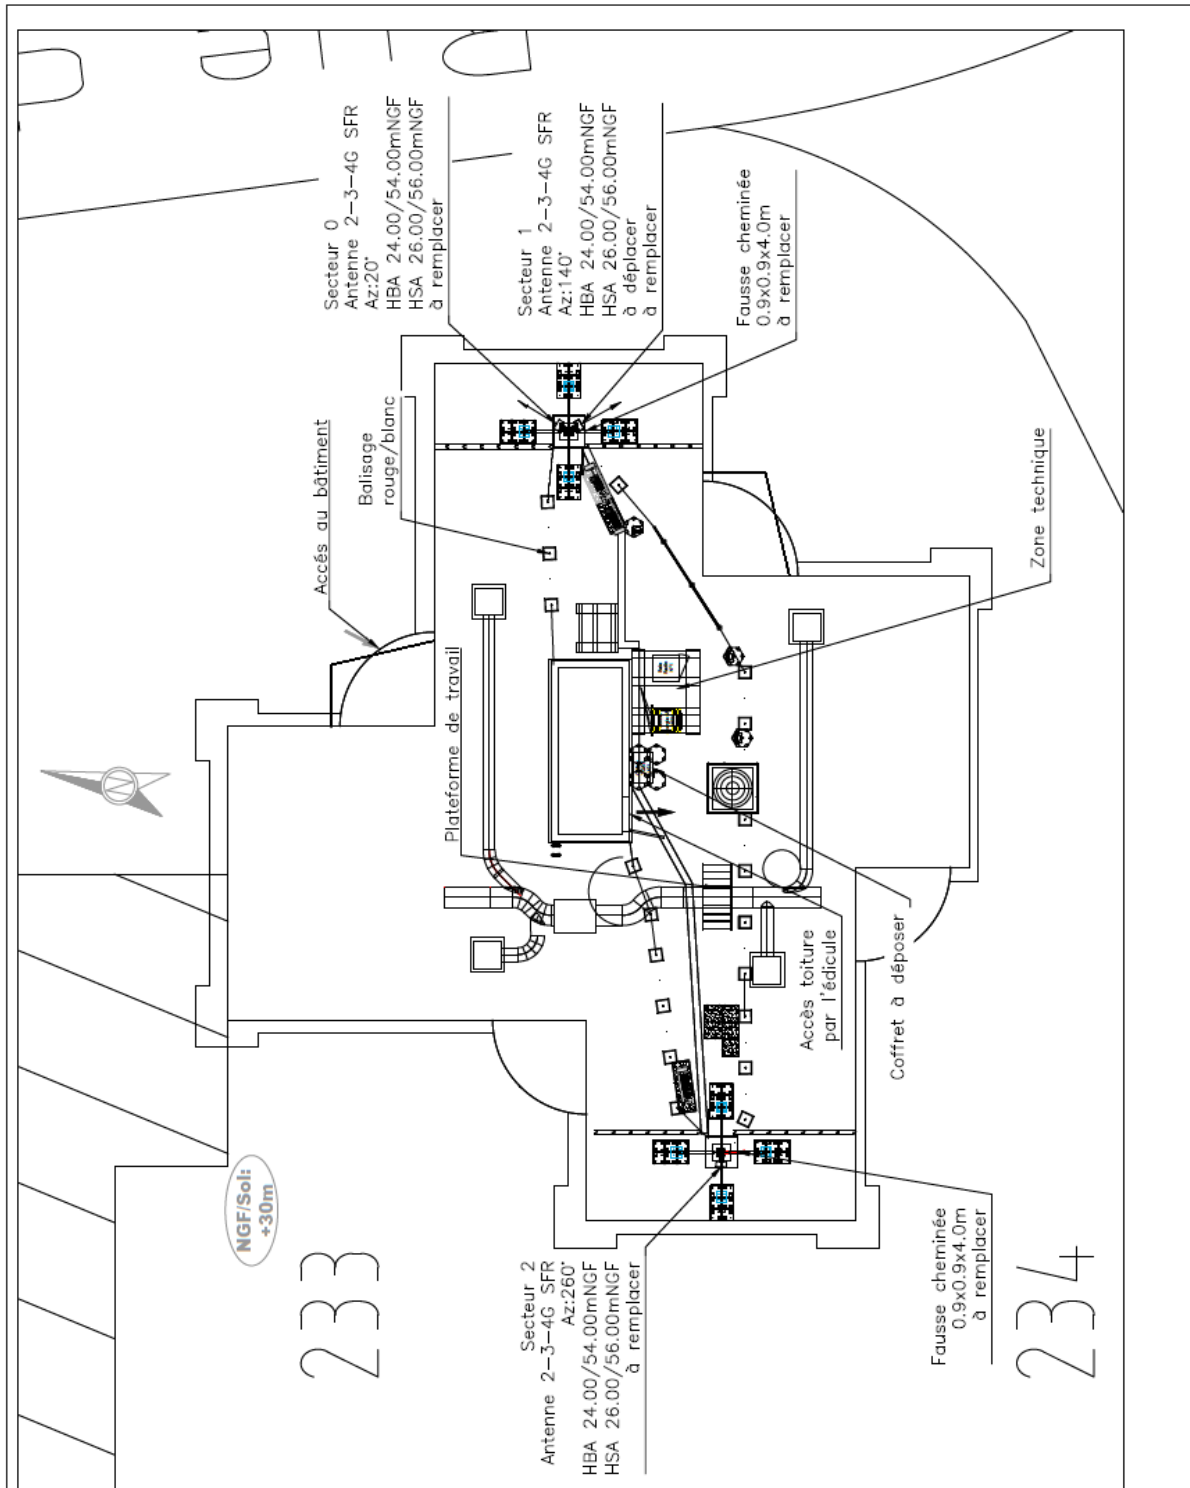 Secteur 0
Antenne 2-3-4G SFR
Az:20°
HBA 24.00/54.00mNGF
HSA 26.00/56.00mNGF
à remplacer
Secteur 1
Antenne 2-3-4G SFR
Az:140°
HBA 24.00/54.00mNGF
HSA 26.00/56.00mNGF
à déplacer
à remplacer
Fausse cheminée
0.9x0.9x4.0m
à remplacer
Accés au bâtiment
Balisage
rouge/blanc
Zone technique
Plateforme de travail
N
Accès toiture
par l'édicule
Coffret à déposer
NGF/Sol:
+30m
233
Secteur 2
Antenne 2-3-4G SFR
Az:260°
HBA 24.00/54.00mNGF
HSA 26.00/56.00mNGF
à remplacer
Fausse cheminée
0.9x0.9x4.0m
à remplacer
234